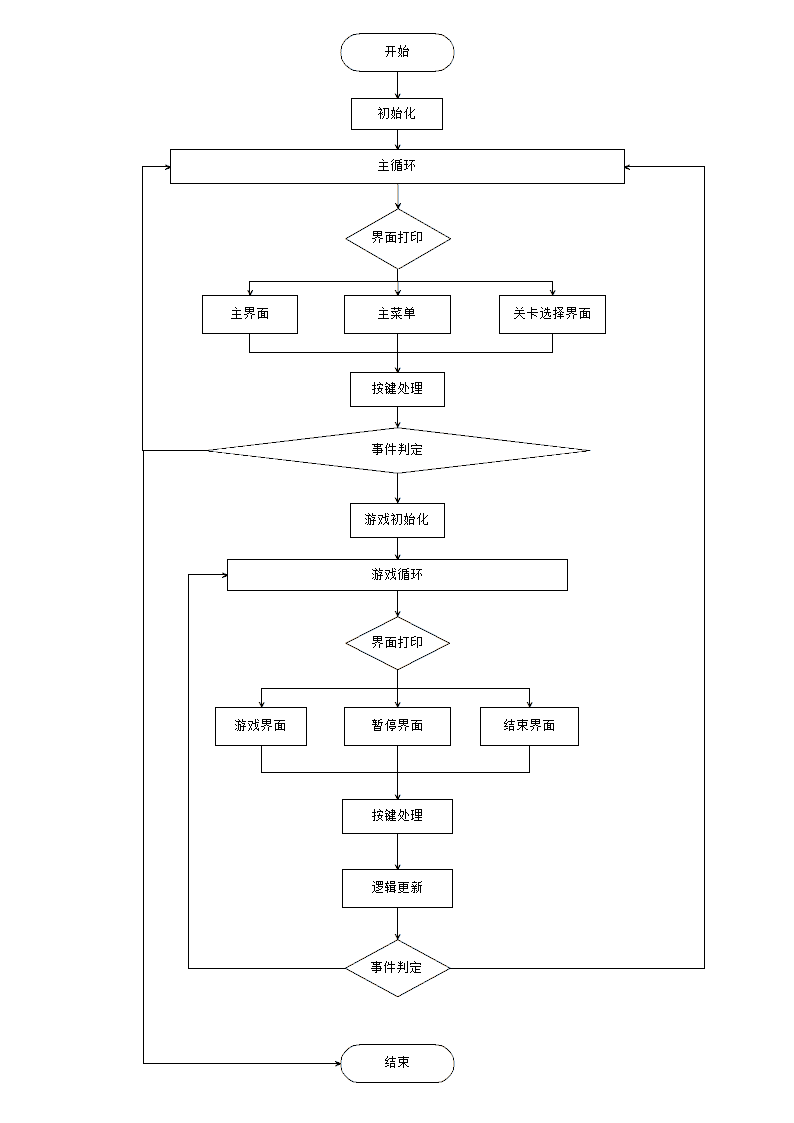 开始
初始化
主循环
界面打印
主界面
主菜单
关卡选择界面
按键处理
事件判定
游戏初始化
游戏循环
界面打印
游戏界面
暂停界面
结束界面
按键处理
逻辑更新
事件判定
结束